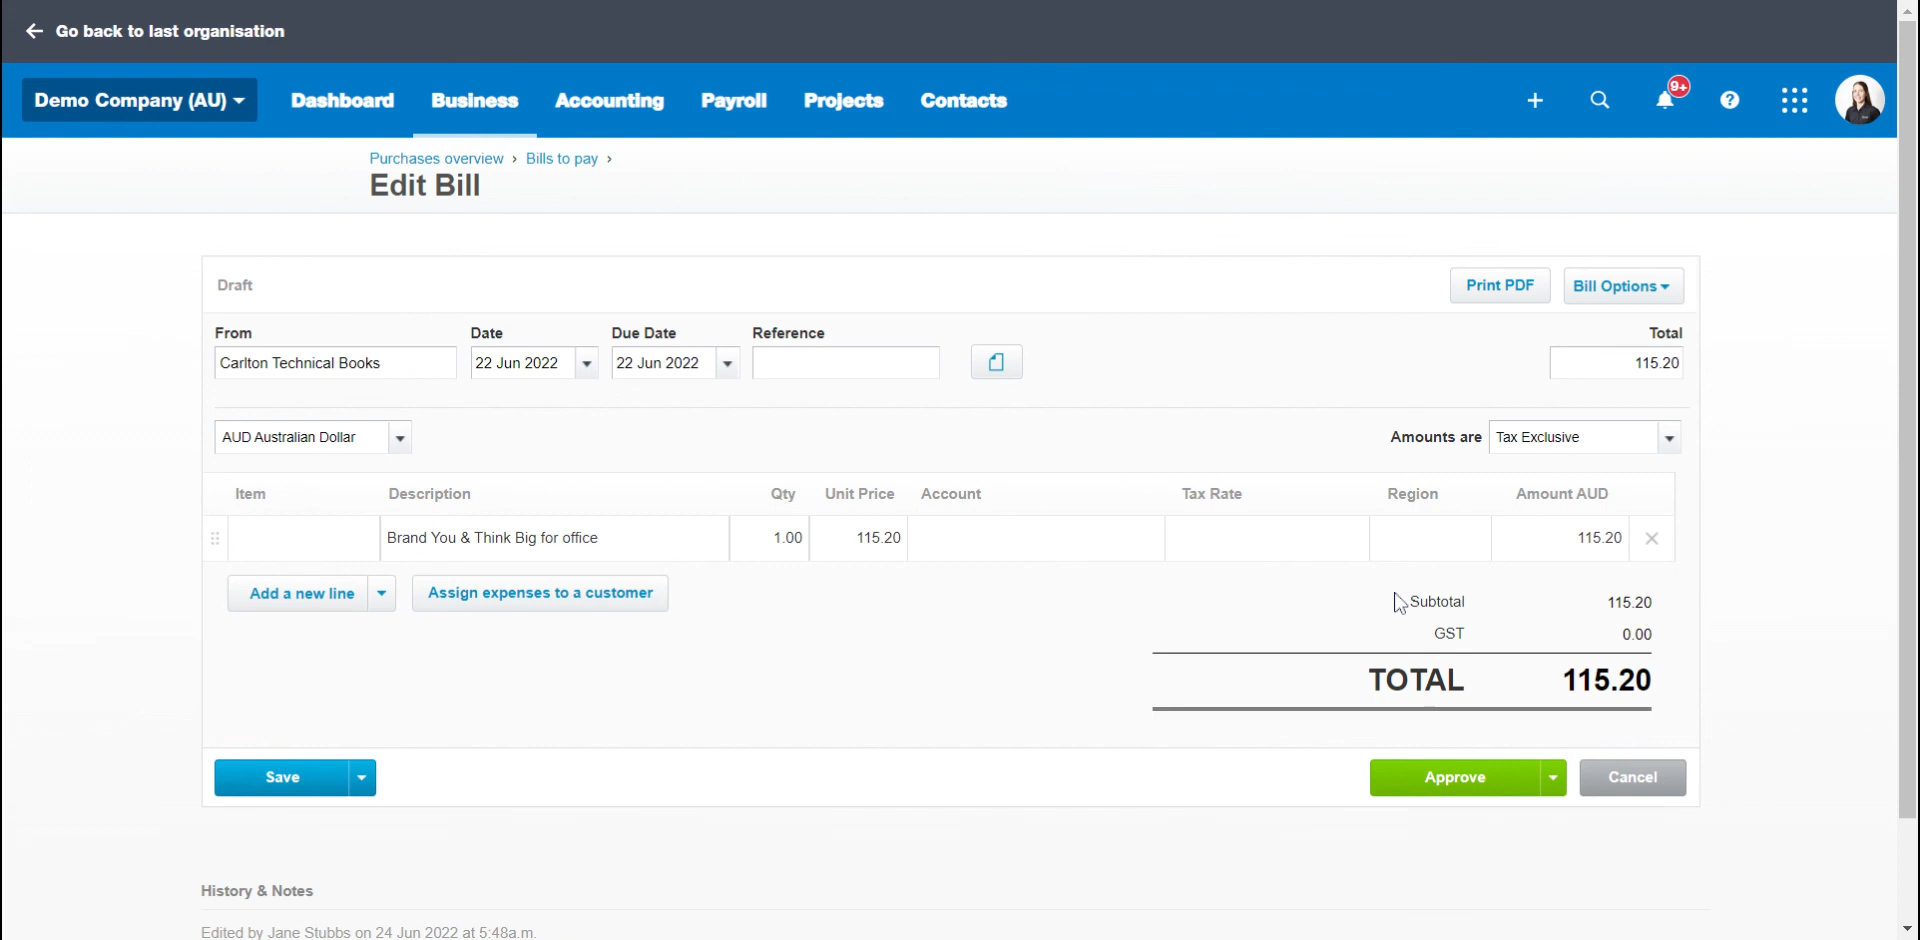 Go back to last organisation
Demo Company (AU) Dashboard Business Accounting Payroll Projects Contacts 9+ ?
Purchases overview › Bills to pay ›
Edit Bill
Draft Print PDF Bill Options
From Date Due Date Reference Total
Carlton Technical Books 22 Jun 2022 22 Jun 2022 115.20
AUD Australian Dollar Amounts are Tax Exclusive
Item Description Qty Unit Price Account Tax Rate Region Amount AUD
Brand You & Think Big for office 1.00 115.20 115.20
Add a new line Assign expenses to a customer
Subtotal 115.20
GST 0.00
TOTAL 115.20
Save Approve Cancel
History & Notes
Edited by Jane Stubbs on 24 Jun 2022 at 5:48a.m.